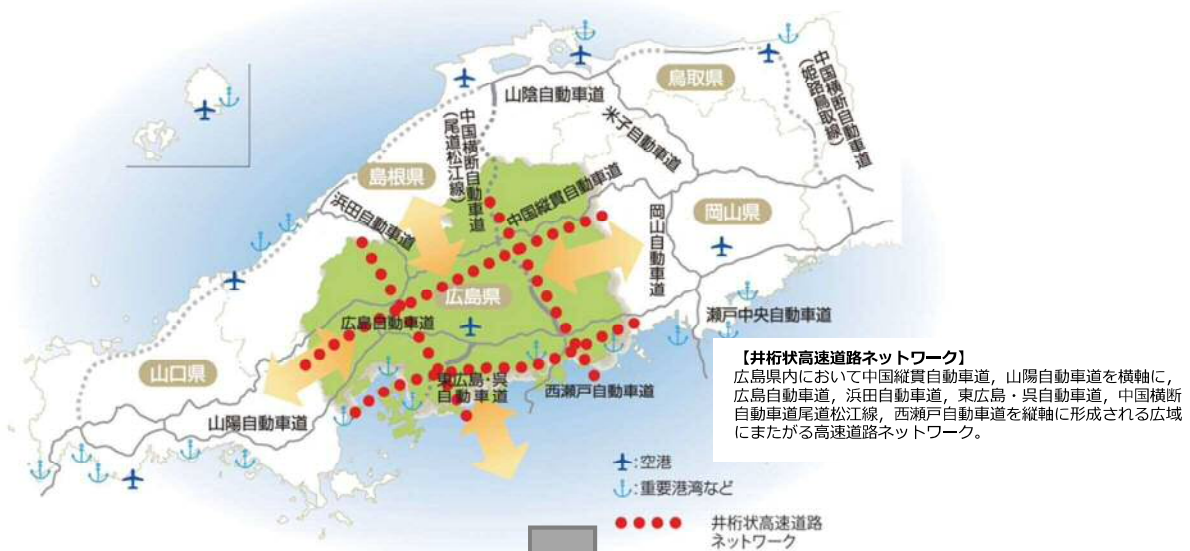 鳥取県
中国横断自動車道
(姫路鳥取線)
山陰自動車道
米子自動車道
中国横断自動車道
(尾道松江線)
島根県
中国縦貫自動車道
浜田自動車道
岡山県
岡山自動車道
広島県
広島自動車道
瀬戸中央自動車道
山口県
東広島・呉
自動車道
西瀬戸自動車道
山陽自動車道
【井桁状高速道路ネットワーク】
広島県内において中国縦貫自動車道，山陽自動車道を横軸に，
広島自動車道，浜田自動車道，東広島・呉自動車道，中国横断
自動車道尾道松江線，西瀬戸自動車道を縦軸に形成される広域
にまたがる高速道路ネットワーク。
:空港
:重要港湾など
井桁状高速道路
ネットワーク